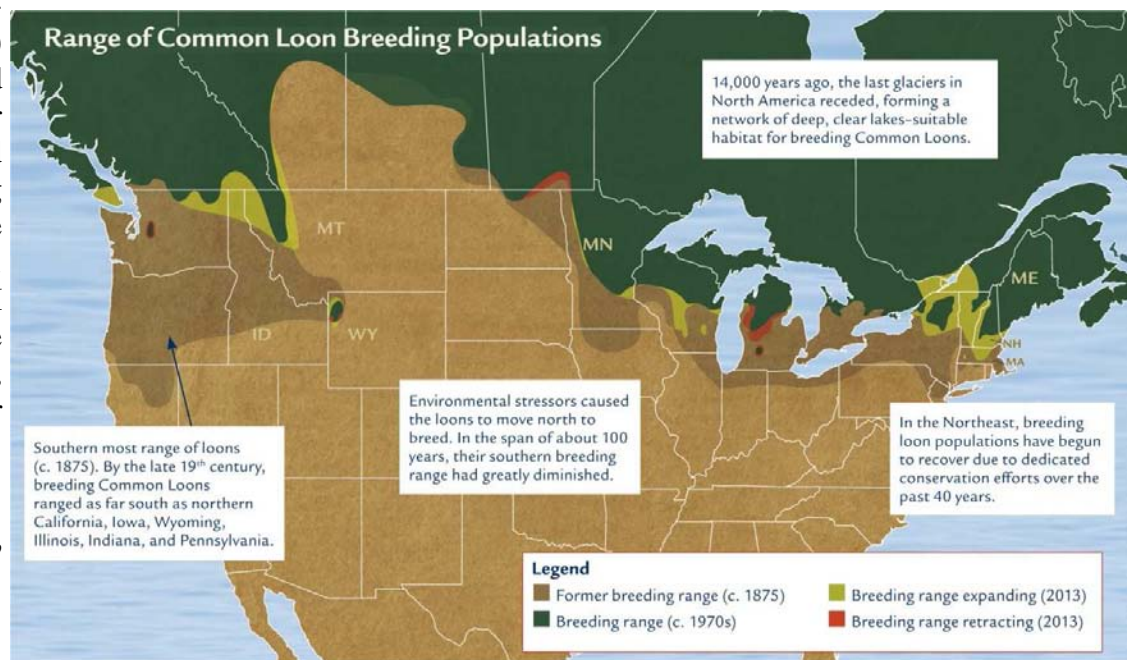 Range of Common Loon Breeding Populations
14,000 years ago, the last glaciers in
North America receded, forming a
network of deep, clear lakes–suitable
habitat for breeding Common Loons.
MT
MN
ME
ID
WY
NH
MA
Southern most range of loons
(c. 1875). By the late 19th century,
breeding Common Loons
ranged as far south as northern
California, Iowa, Wyoming,
Illinois, Indiana, and Pennsylvania.
Environmental stressors caused
the loons to move north to
breed. In the span of about 100
years, their southern breeding
range had greatly diminished.
In the Northeast, breeding
loon populations have begun
to recover due to dedicated
conservation efforts over the
past 40 years.
Legend
Former breeding range (c. 1875)
Breeding range (c. 1970s)
Breeding range expanding (2013)
Breeding range retracting (2013)